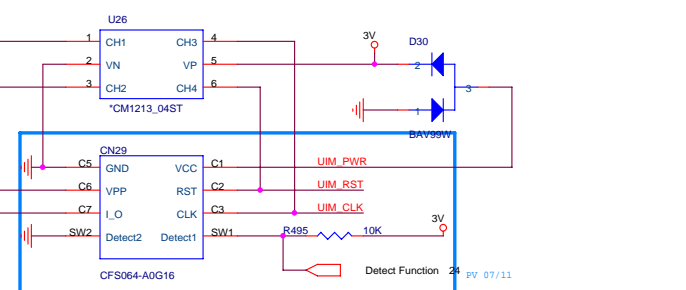 U26
3V
D30
1 CH1 CH3 4
2 VN VP 5
2
3 CH2 CH4 6
3
1
*CM1213_04ST
BAV99W
CN29
C5 GND VCC C1 UIM_PWR
C6 VPP RST C2 UIM_RST
C7 I_O CLK C3 UIM_CLK
3V
SW2 Detect2 Detect1 SW1 R495 10K
CFS064-A0G16
Detect Function 24 PV 07/11